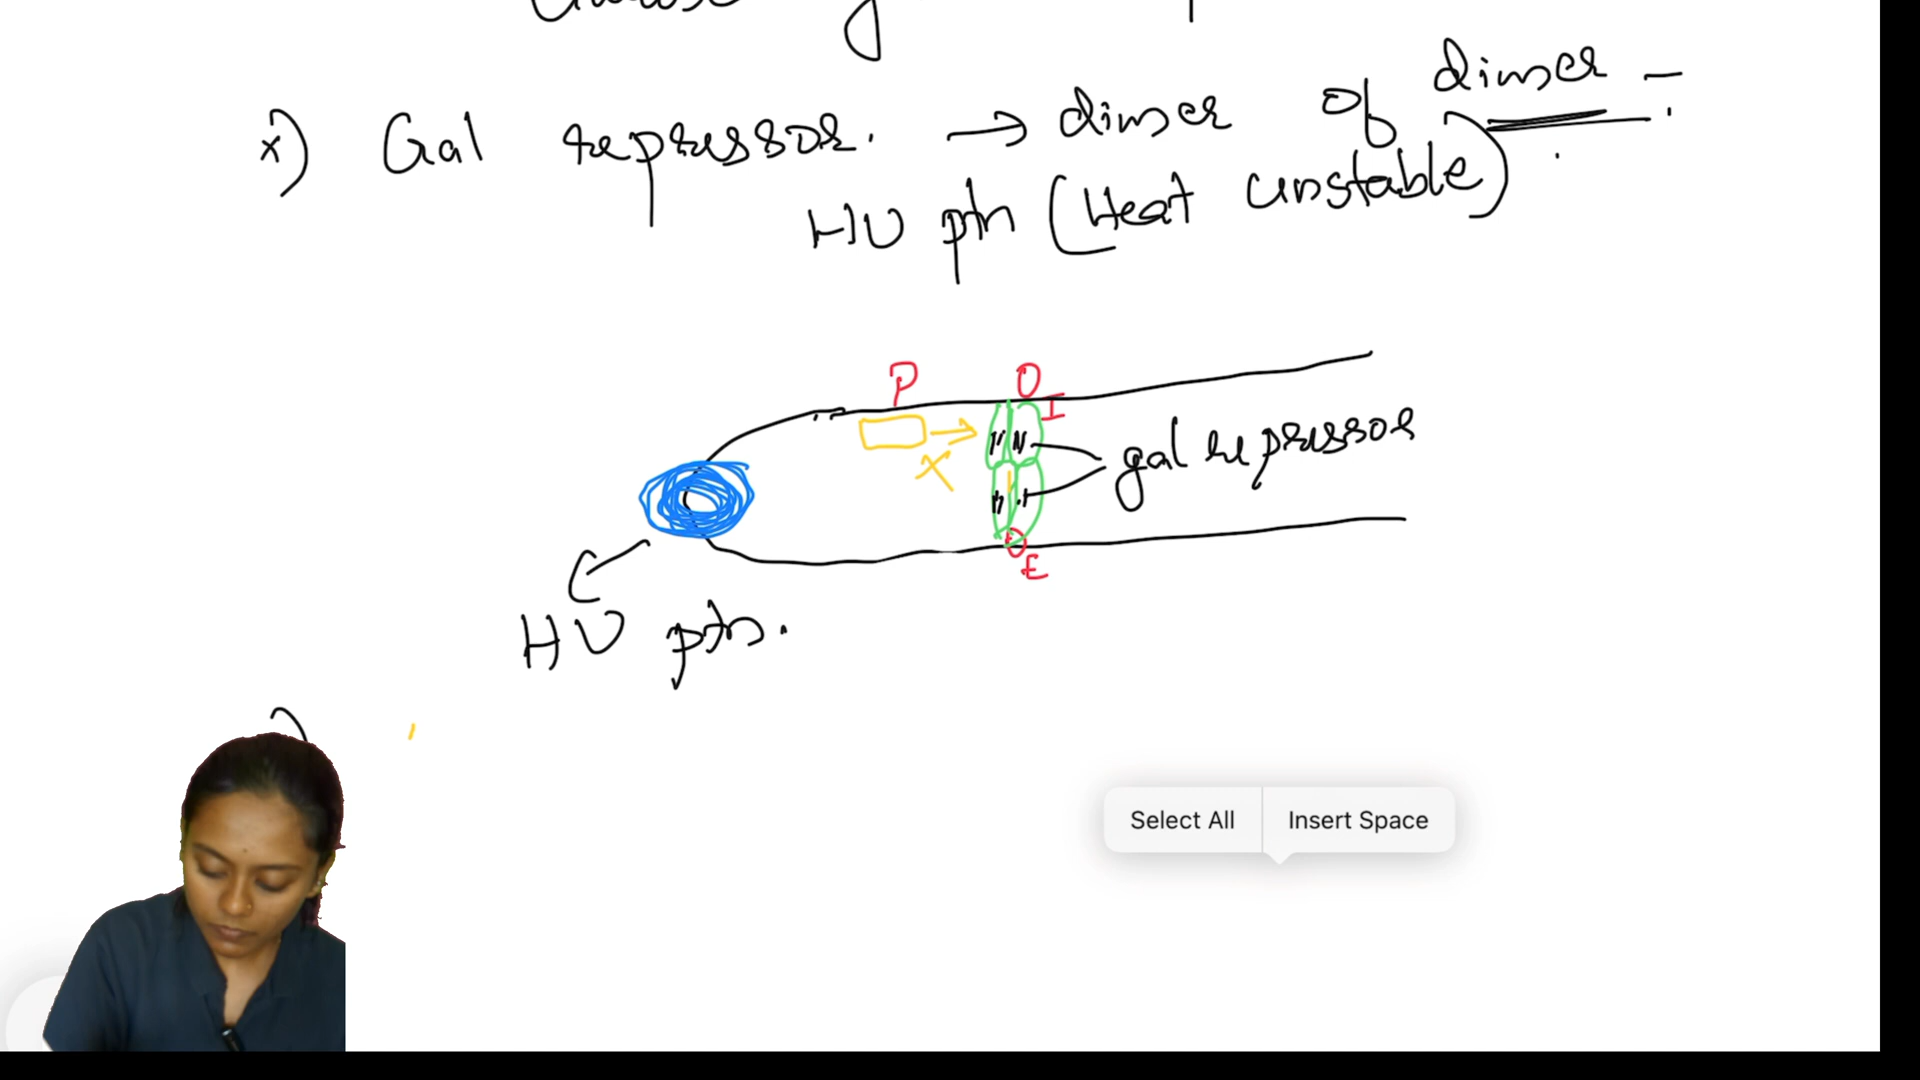 x) Gal repressor. → dimer of dimer -
HU ptn (Heat unstable)
P O
I
X
gal repressor
O
E
HU ptn.
Select All Insert Space